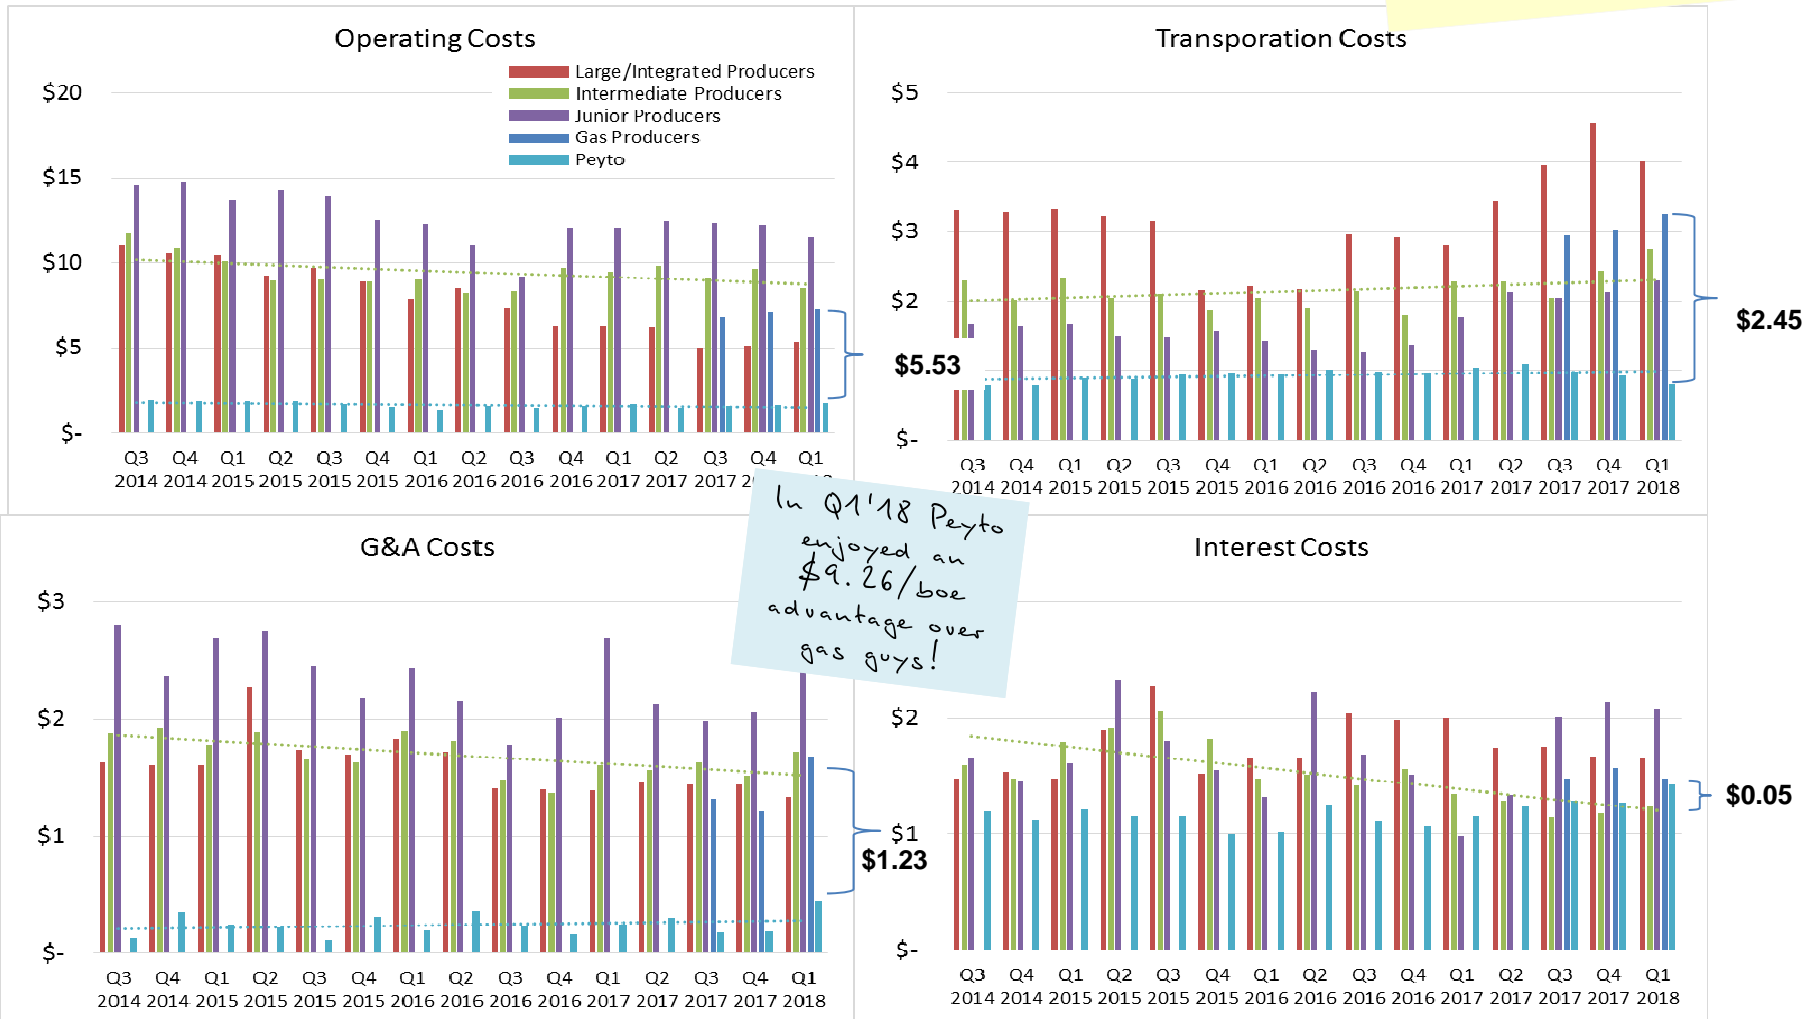 Operating Costs
Large/Integrated Producers
Intermediate Producers
Junior Producers
Gas Producers
Peyto
$20
$15
$10
$5
$-
Q3 Q4 Q1 Q2 Q3 Q4 Q1 Q2 Q3 Q4 Q1 Q2 Q3 Q4 Q1
2014 2014 2015 2015 2015 2015 2016 2016 2016 2016 2017 2017 2017
$5.53
Transporation Costs
$5
$4
$3
$2
$-
Q3 Q4 Q1 Q2 Q3 Q4 Q1 Q2 Q3 Q4 Q1 Q2 Q3 Q4 Q1
2014 2014 2015 2015 2015 2015 2016 2016 2016 2016 2017 2017 2017 2017 2018
$2.45
In Q1'18 Peyto
enjoyed an
$9.26/boe
advantage over
gas guys!
G&A Costs
$3
$2
$1
$-
Q3 Q4 Q1 Q2 Q3 Q4 Q1 Q2 Q3 Q4 Q1 Q2 Q3 Q4 Q1
2014 2014 2015 2015 2015 2015 2016 2016 2016 2016 2017 2017 2017 2017 2018
$1.23
Interest Costs
$2
$1
$-
Q3 Q4 Q1 Q2 Q3 Q4 Q1 Q2 Q3 Q4 Q1 Q2 Q3 Q4 Q1
2014 2014 2015 2015 2015 2015 2016 2016 2016 2016 2017 2017 2017 2017 2018
$0.05